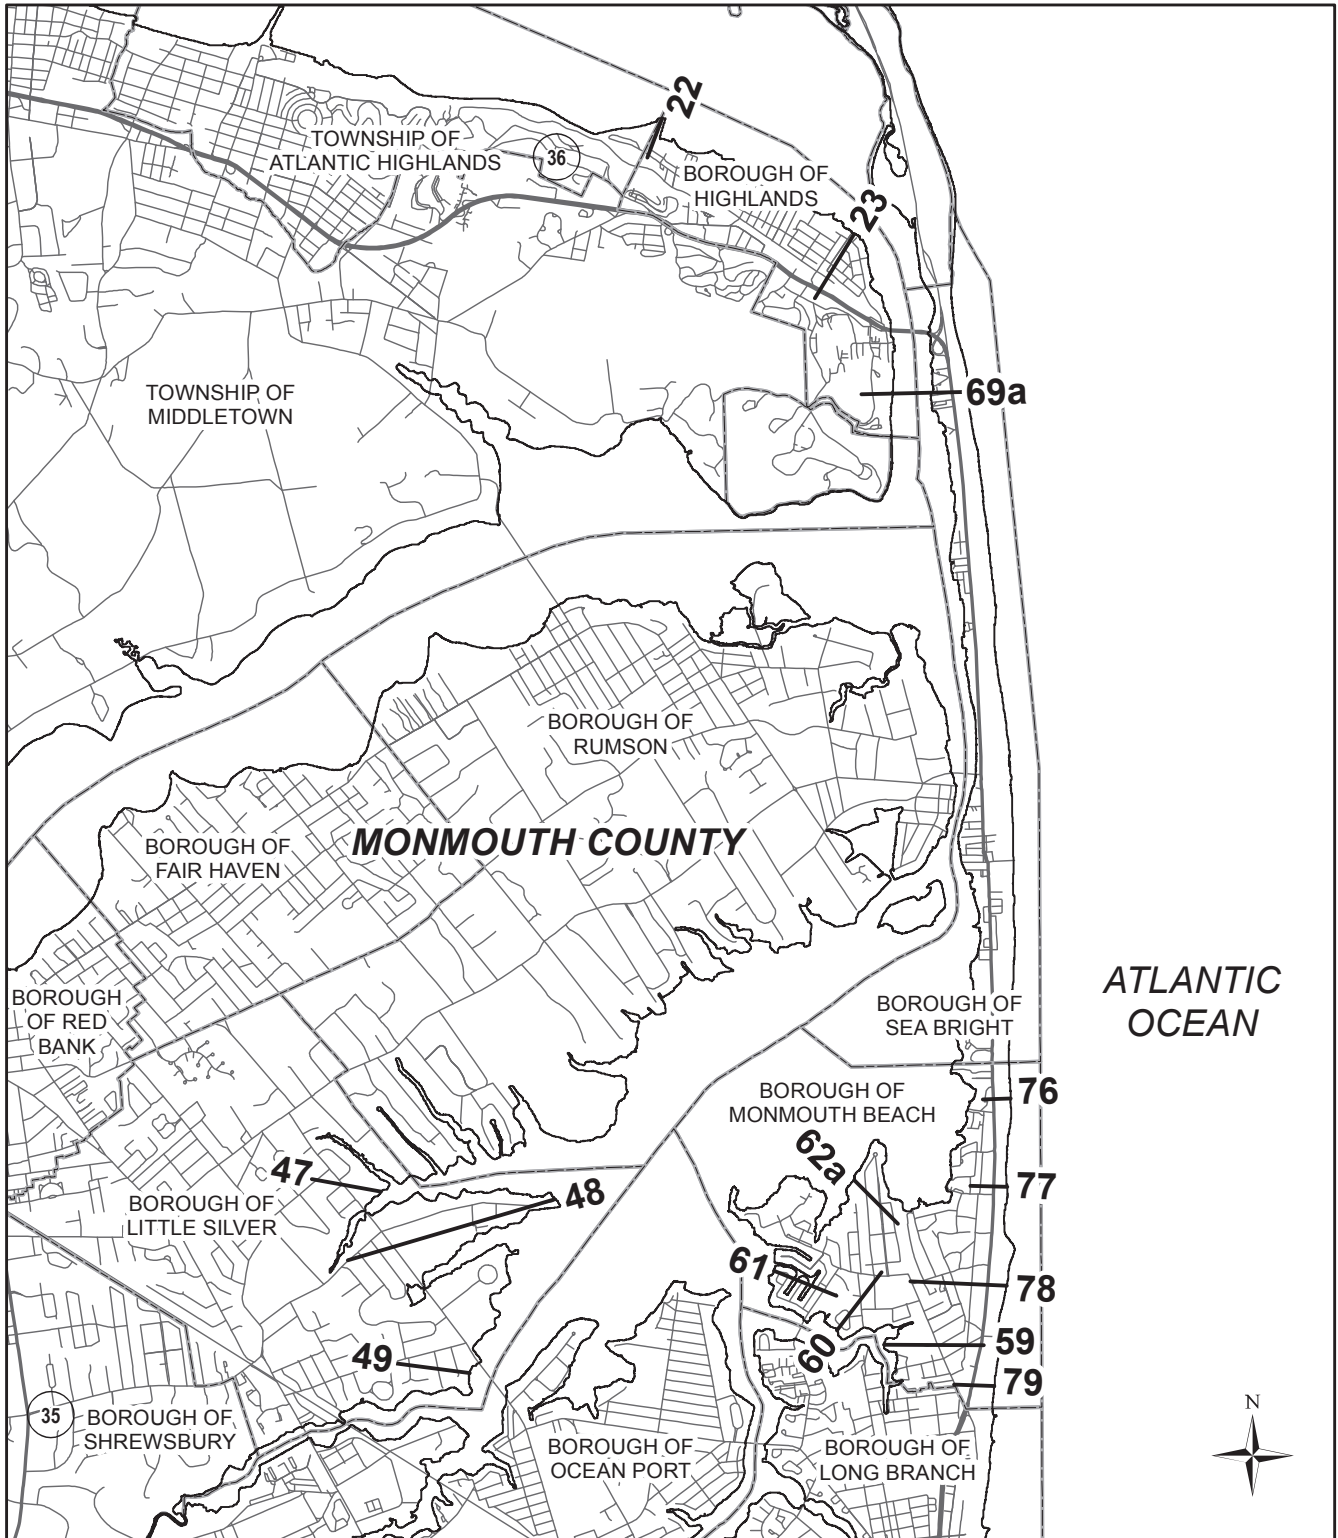 22
TOWNSHIP OF
ATLANTIC HIGHLANDS
36
BOROUGH OF
HIGHLANDS
23
TOWNSHIP OF
MIDDLETOWN
69a
BOROUGH OF
RUMSON
MONMOUTH COUNTY
BOROUGH OF
FAIR HAVEN
BOROUGH
OF RED
BANK
BOROUGH OF
SEA BRIGHT
ATLANTIC
OCEAN
BOROUGH OF
MONMOUTH BEACH
76
62a
47
48
77
BOROUGH OF
LITTLE SILVER
61
78
60
59
49
79
35
BOROUGH OF
SHREWSBURY
BOROUGH OF
OCEAN PORT
BOROUGH OF
LONG BRANCH
N